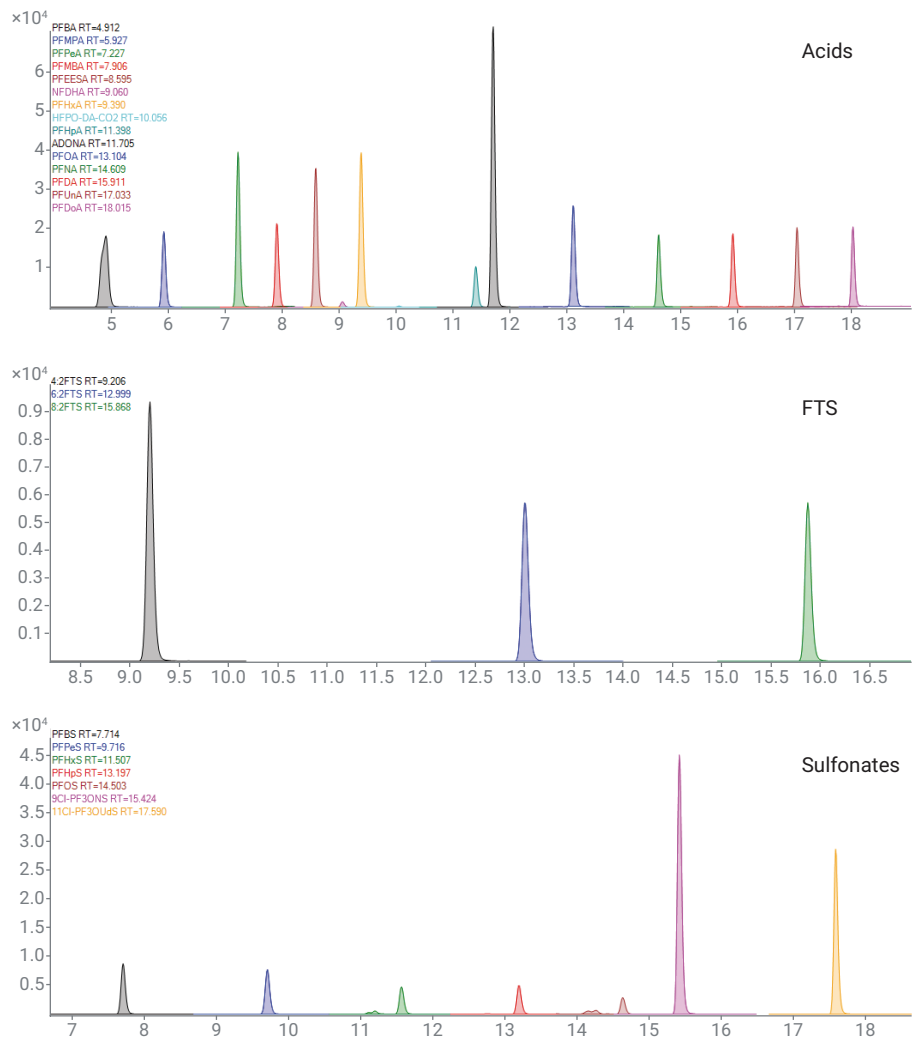 ×10⁴
PFBA RT=4.912
PFMPA RT=5.927
PFPeA RT=7.227
PFMBA RT=7.906
PFEESA RT=8.595
NFDHA RT=9.060
PFHxA RT=9.390
HFPO-DA-CO2 RT=10.056
PFHpA RT=11.398
ADONA RT=11.705
PFOA RT=13.104
PFNA RT=14.609
PFDA RT=15.911
PFUnA RT=17.033
PFDoA RT=18.015
Acids
6
5
4
3
2
1
5 6 7 8 9 10 11 12 13 14 15 16 17 18
×10⁴
4:2FTS RT=9.206
6:2FTS RT=12.999
8:2FTS RT=15.868
FTS
0.9
0.8
0.7
0.6
0.5
0.4
0.3
0.2
0.1
8.5 9.0 9.5 10.0 10.5 11.0 11.5 12.0 12.5 13.0 13.5 14.0 14.5 15.0 15.5 16.0 16.5
×10⁴
PFBS RT=7.714
PFPeS RT=9.716
PFHxS RT=11.507
PFHpS RT=13.197
PFOS RT=14.503
9Cl-PF3ONS RT=15.424
11Cl-PF3OUdS RT=17.590
Sulfonates
4.5
4.0
3.5
3.0
2.5
2.0
1.5
1.0
0.5
7 8 9 10 11 12 13 14 15 16 17 18